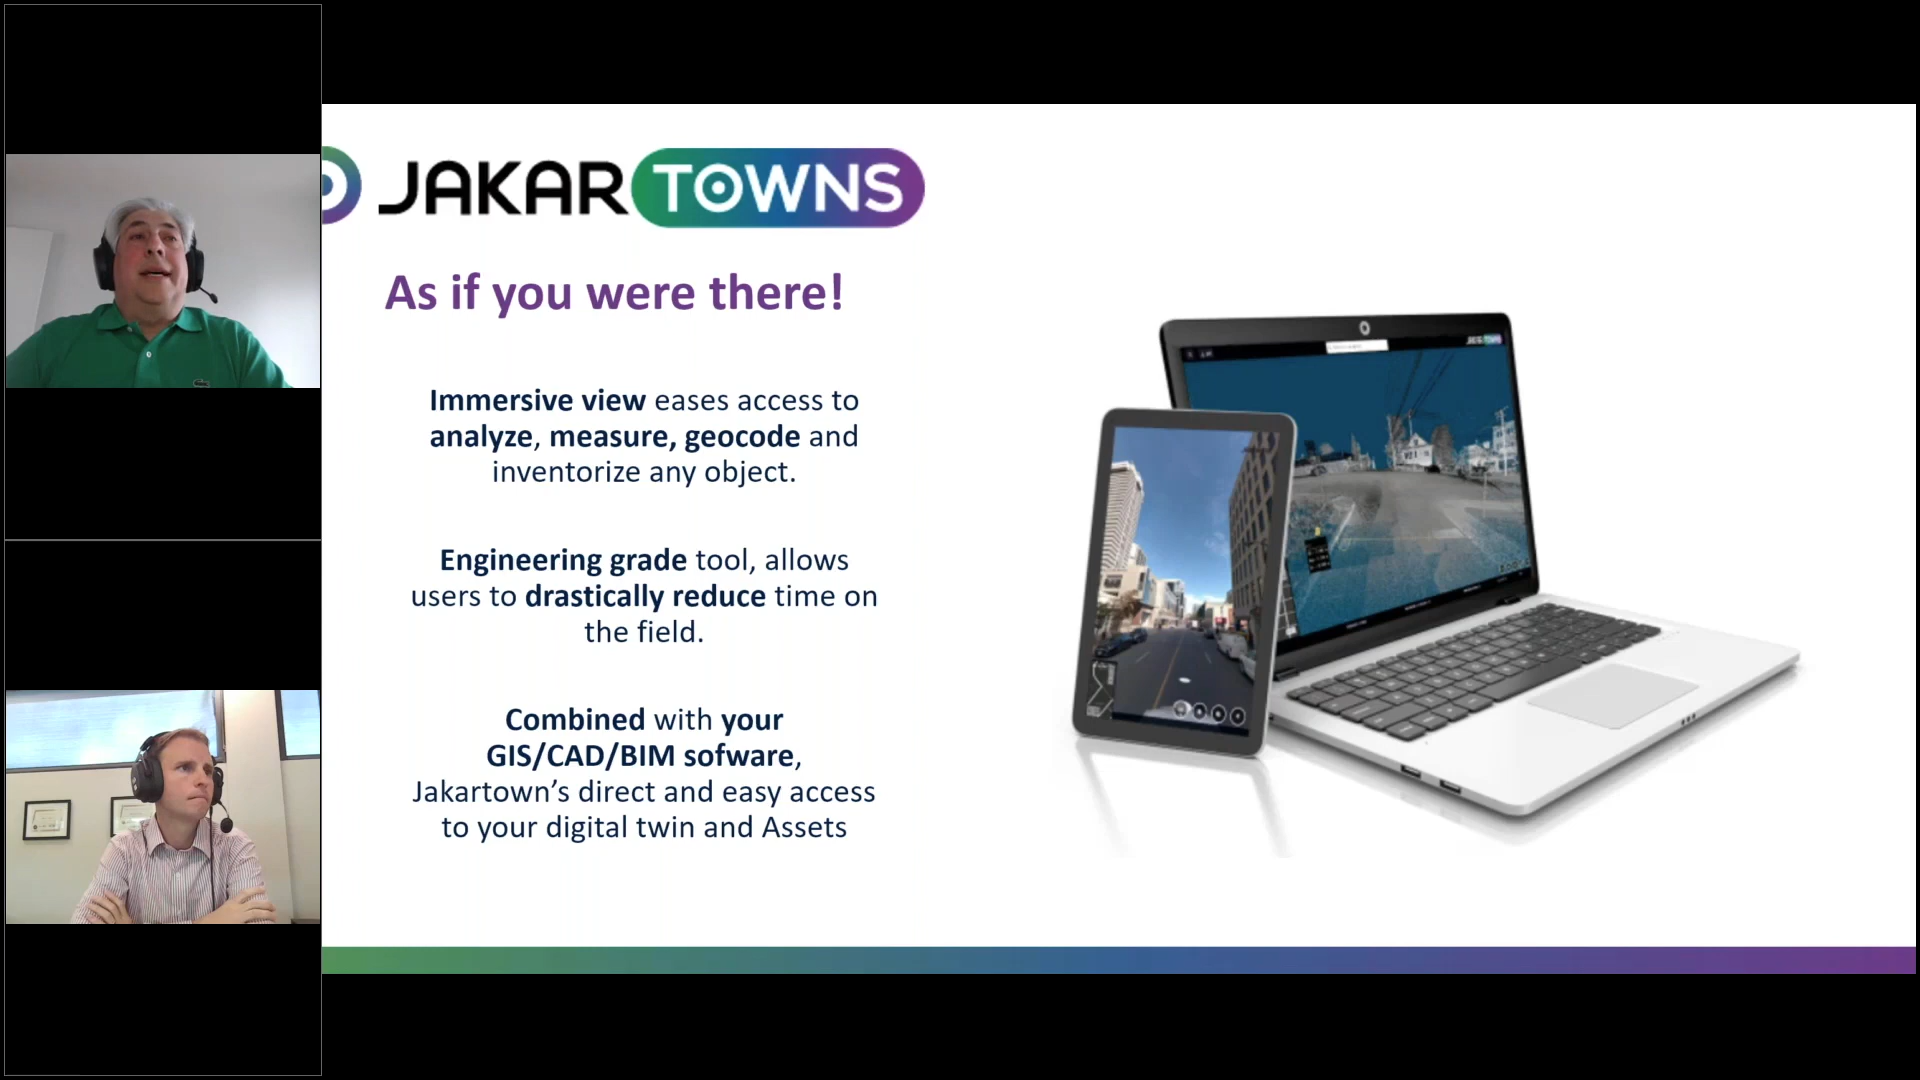 JAKARTOWNS
As if you were there!
Immersive view eases access to
analyze, measure, geocode and
inventorize any object.
Engineering grade tool, allows
users to drastically reduce time on
the field.
Combined with your
GIS/CAD/BIM sofware,
Jakartown’s direct and easy access
to your digital twin and Assets
JAKARTOWNS